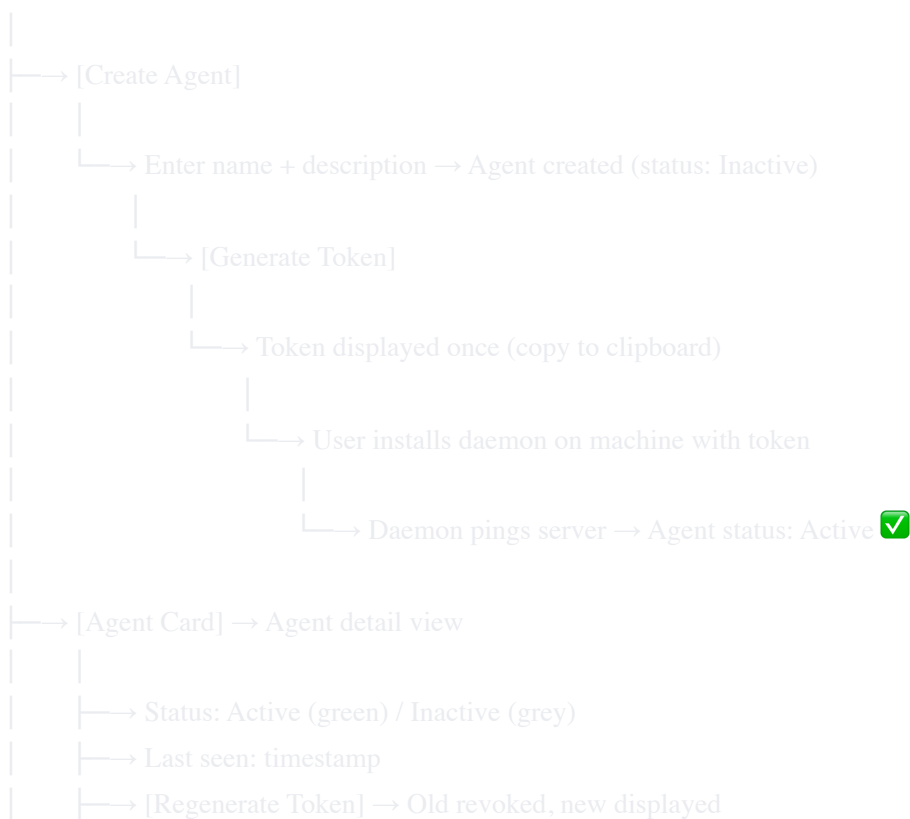 │
├──→ [Create Agent]
│ │
│ └──→ Enter name + description → Agent created (status: Inactive)
│ │
│ └──→ [Generate Token]
│ │
│ └──→ Token displayed once (copy to clipboard)
│ │
│ └──→ User installs daemon on machine with token
│ │
│ └──→ Daemon pings server → Agent status: Active ✅
│
├──→ [Agent Card] → Agent detail view
│ │
│ ├──→ Status: Active (green) / Inactive (grey)
│ ├──→ Last seen: timestamp
│ ├──→ [Regenerate Token] → Old revoked, new displayed